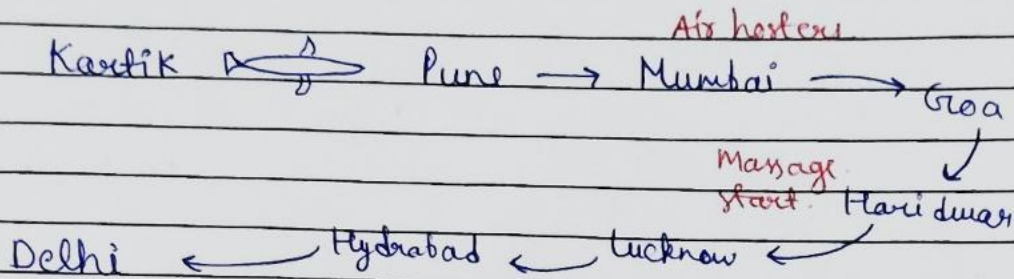 Air hostess
Kartik Pune → Mumbai → Goa
Massage
start. Haridwar
Delhi ← Hydrabad ← Lucknow ←